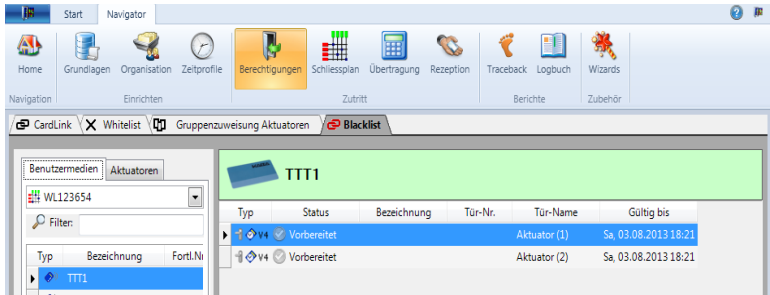 Start Navigator
Home Grundlagen Organisation Zeitprofile Berechtigungen Schliessplan Übertragung Rezeption Traceback Logbuch Wizards
Navigation Einrichten Zutritt Berichte Zubehör
CardLink Whitelist Gruppenzuweisung Aktuatoren Blacklist
Benutzermedien Aktuatoren
WL123654
Filter:
Typ Bezeichnung Fortl.Nr
TTT1
TTT1
Typ Status Bezeichnung Tür-Nr. Tür-Name Gültig bis
V4 Vorbereitet Aktuator (1) Sa, 03.08.2013 18:21
V4 Vorbereitet Aktuator (2) Sa, 03.08.2013 18:21